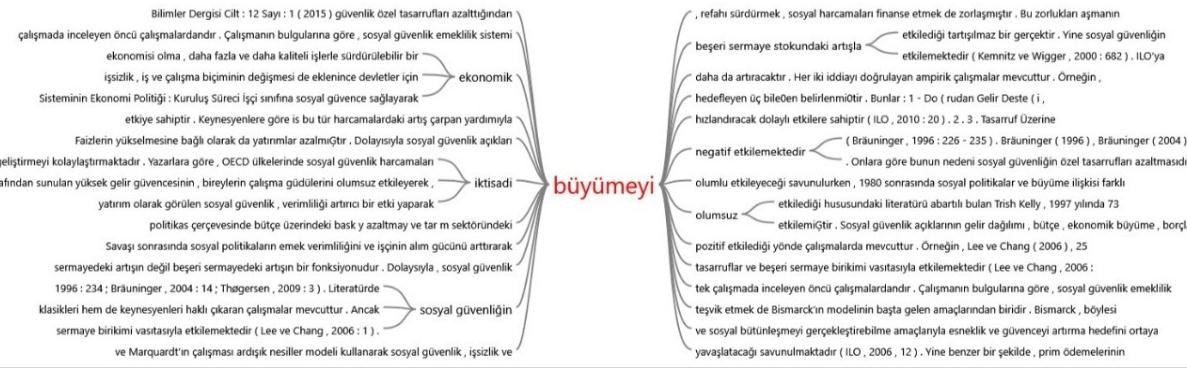 Bilimler Dergisi Cilt : 12 Sayı : 1 ( 2015 ) güvenlik özel tasarrufları azalttığından
çalışmada inceleyen öncü çalışmalardandır . Çalışmanın bulgularına göre , sosyal güvenlik emeklilik sistemi
ekonomisi olma , daha fazla ve daha kaliteli işlerle sürdürülebilir bir
işsizlik , iş ve çalışma biçiminin değişmesi de eklenince devletler için
Sisteminin Ekonomi Politiği : Kuruluş Süreci İşçi sınıfına sosyal güvence sağlayarak
ekonomik
etkiye sahiptir . Keynesyenlere göre is bu tür harcamalardaki artış çarpan yardımıyla
Faizlerin yükselmesine bağlı olarak da yatırımlar azalmıĢtır . Dolayısıyla sosyal güvenlik açıkları
geliştirmeyi kolaylaştırmaktadır . Yazarlara göre , OECD ülkelerinde sosyal güvenlik harcamaları
afından sunulan yüksek gelir güvencesinin , bireylerin çalışma güdülerini olumsuz etkileyerek ,
yatırım olarak görülen sosyal güvenlik , verimliliği artırıcı bir etki yaparak
iktisadi
politikas çerçevesinde bütçe üzerindeki bask y azaltmay ve tar m sektöründeki
Savaşı sonrasında sosyal politikaların emek verimliliğini ve işçinin alım gücünü arttırarak
sermayedeki artışın değil beşeri sermayedeki artışın bir fonksiyonudur . Dolaysıyla , sosyal güvenlik
1996 : 234 ; Bräuninger , 2004 : 14 ; Thøgersen , 2009 : 3 ) . Literatürde
klasikleri hem de keynesyenleri haklı çıkaran çalışmalar mevcuttur . Ancak
sermaye birikimi vasıtasıyla etkilemektedir ( Lee ve Chang , 2006 : 1 ) .
sosyal güvenliğin
ve Marquardt'ın çalışması ardışık nesiller modeli kullanarak sosyal güvenlik , işsizlik ve
büyümeyi
, refahı sürdürmek , sosyal harcamaları finanse etmek de zorlaşmıştır . Bu zorlukları aşmanın
beşeri sermaye stokundaki artışla
etkilediği tartışılmaz bir gerçektir . Yine sosyal güvenliğin
etkilemektedir ( Kemnitz ve Wigger , 2000 : 682 ) . ILO'ya
daha da artıracaktır . Her iki iddiayı doğrulayan ampirik çalışmalar mevcuttur . Örneğin ,
hedefleyen üç bile0en belirlenmi0tir . Bunlar : 1 - Do ( rudan Gelir Deste ( i ,
hızlandıracak dolaylı etkilere sahiptir ( ILO , 2010 : 20 ) . 2 . 3 . Tasarruf Üzerine
negatif etkilemektedir
( Bräuninger , 1996 : 226 - 235 ) . Bräuninger ( 1996 ) , Bräuninger ( 2004 )
. Onlara göre bunun nedeni sosyal güvenliğin özel tasarrufları azaltmasıdı
olumlu etkileyeceği savunulurken , 1980 sonrasında sosyal politikalar ve büyüme ilişkisi farklı
olumsuz
etkilediği hususundaki literatürü abartılı bulan Trish Kelly , 1997 yılında 73
etkilemiĢtir . Sosyal güvenlik açıklarının gelir dağılımı , bütçe , ekonomik büyüme , borçl
pozitif etkilediği yönde çalışmalarda mevcuttur . Örneğin , Lee ve Chang ( 2006 ) , 25
tasarruflar ve beşeri sermaye birikimi vasıtasıyla etkilemektedir ( Lee ve Chang , 2006 :
tek çalışmada inceleyen öncü çalışmalardandır . Çalışmanın bulgularına göre , sosyal güvenlik emeklilik
teşvik etmek de Bismarck'ın modelinin başta gelen amaçlarından biridir . Bismarck , böylesi
ve sosyal bütünleşmeyi gerçekleştirebilme amaçlarıyla esneklik ve güvenceyi artırma hedefini ortaya
yavaşlatacağı savunulmaktadır ( ILO , 2006 , 12 ) . Yine benzer bir şekilde , prim ödemelerinin